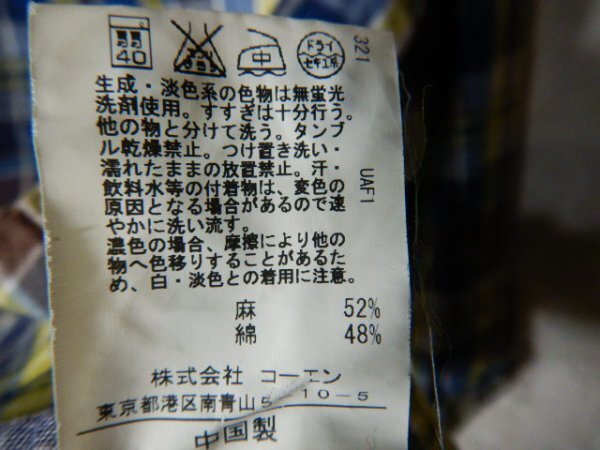 40
エンソサラシ
中
ドライ
セキユ系
321
生成・淡色系の色物は無蛍光
洗剤使用。すすぎは十分行う。
他の物と分けて洗う。タンブ
ル乾燥禁止。つけ置き洗い・
濡れたままの放置禁止。汗・
飲料水等の付着物は、変色の
原因となる場合があるので速
やかに洗い流す。
濃色の場合、摩擦により他の
物へ色移りすることがあるた
め、白・淡色との着用に注意。
UAF1
麻 52%
綿 48%
株式会社 コーエン
東京都港区南青山5-10-5
中国製